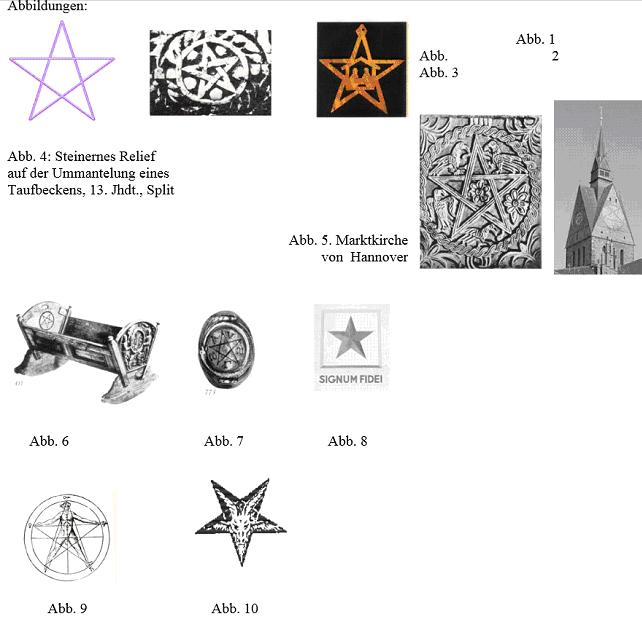 Abbildungen:
Abb. 1
Abb. 2
Abb. 3
Abb. 4: Steinernes Relief
auf der Ummantelung eines
Taufbeckens, 13. Jhdt., Split
Abb. 5. Marktkirche
von Hannover
SIGNUM FIDEI
Abb. 6
Abb. 7
Abb. 8
Abb. 9
Abb. 10